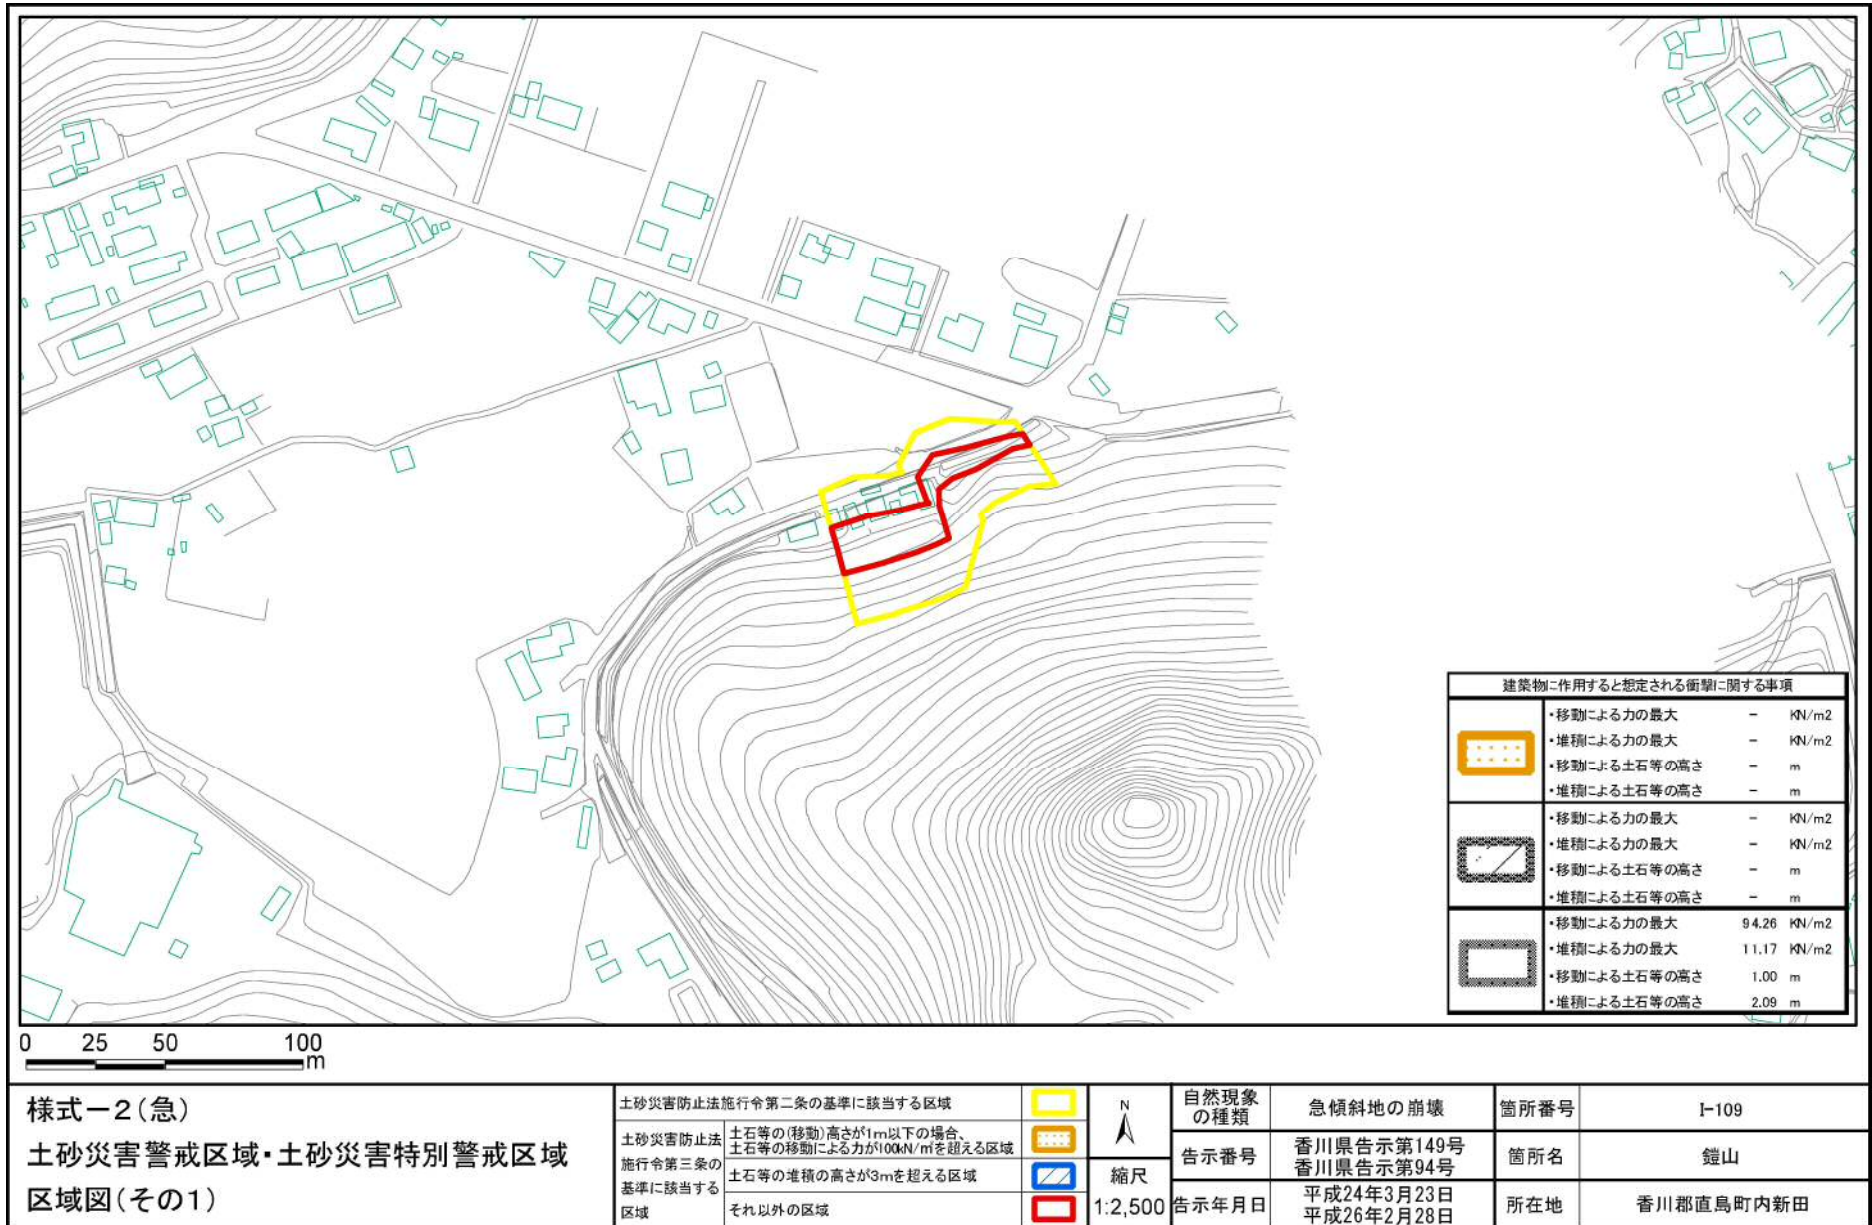 建築物に作用すると想定される衝撃に関する事項
・移動による力の最大 － KN/m2
・堆積による力の最大 － KN/m2
・移動による土石等の高さ － m
・堆積による土石等の高さ － m
・移動による力の最大 － KN/m2
・堆積による力の最大 － KN/m2
・移動による土石等の高さ － m
・堆積による土石等の高さ － m
・移動による力の最大 94.26 KN/m2
・堆積による力の最大 11.17 KN/m2
・移動による土石等の高さ 1.00 m
・堆積による土石等の高さ 2.09 m
0 25 50 100
m
様式－2（急）
土砂災害警戒区域・土砂災害特別警戒区域
区域図（その1）
土砂災害防止法施行令第二条の基準に該当する区域
土砂災害防止法
施行令第三条の
基準に該当する
区域
土石等の（移動）高さが1m以下の場合、
土石等の移動による力が100kN/㎡を超える区域
土石等の堆積の高さが3mを超える区域
それ以外の区域
N
縮尺
1:2,500
自然現象
の種類
急傾斜地の崩壊
箇所番号
I-109
告示番号
香川県告示第149号
香川県告示第94号
箇所名
鎧山
告示年月日
平成24年3月23日
平成26年2月28日
所在地
香川郡直島町内新田